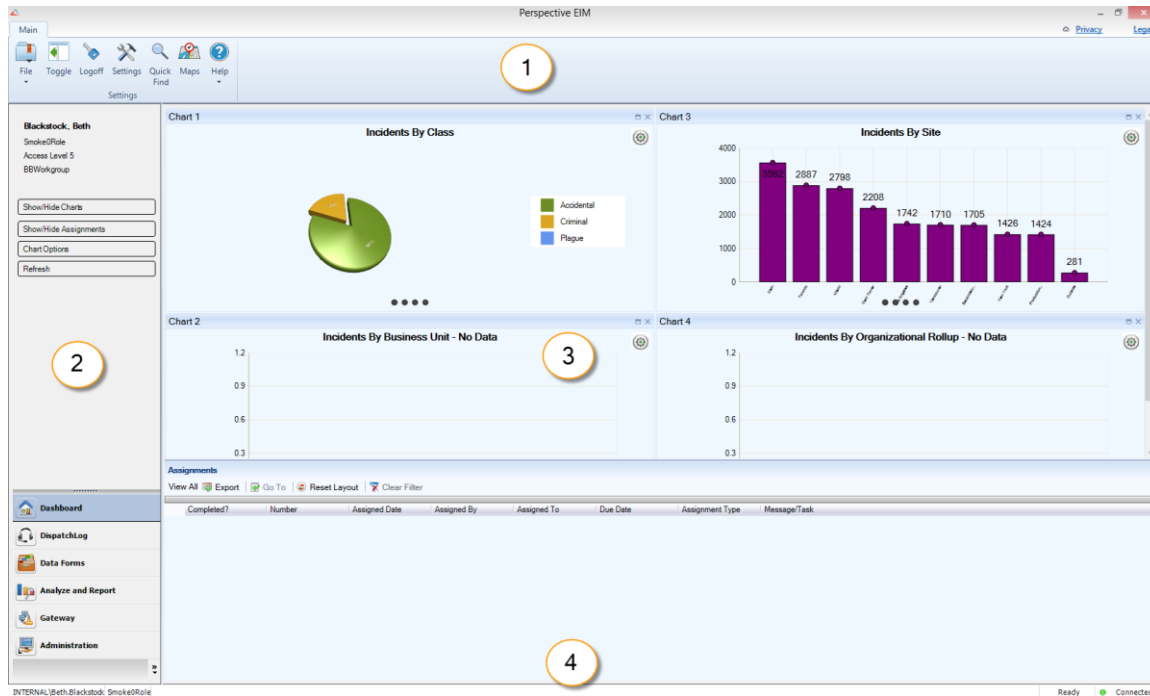 Perspective EIM
Main
Privacy
Lega
File
Toggle
Logoff
Settings
Quick
Find
Maps
Help
Settings
1
Blackstock, Beth
Smoke0Role
Access Level 5
BBWorkgroup
Show/Hide Charts
Show/Hide Assignments
Chart Options
Refresh
2
Dashboard
DispatchLog
Data Forms
Analyze and Report
Gateway
Administration
Chart 1
Incidents By Class
Accidental
Criminal
Plague
Chart 3
Incidents By Site
4000
3000
2000
1000
0
3562
2887
2798
2208
1742
1710
1705
1426
1424
281
Chart 2
Incidents By Business Unit - No Data
1.2
0.9
0.6
0.3
3
Chart 4
Incidents By Organizational Rollup - No Data
1.2
0.9
0.6
0.3
Assignments
View All Export Go To Reset Layout Clear Filter
Completed? Number Assigned Date Assigned By Assigned To Due Date Assignment Type Message/Task
4
INTERNAL\Beth.Blackstock Smoke0Role
Ready Connected